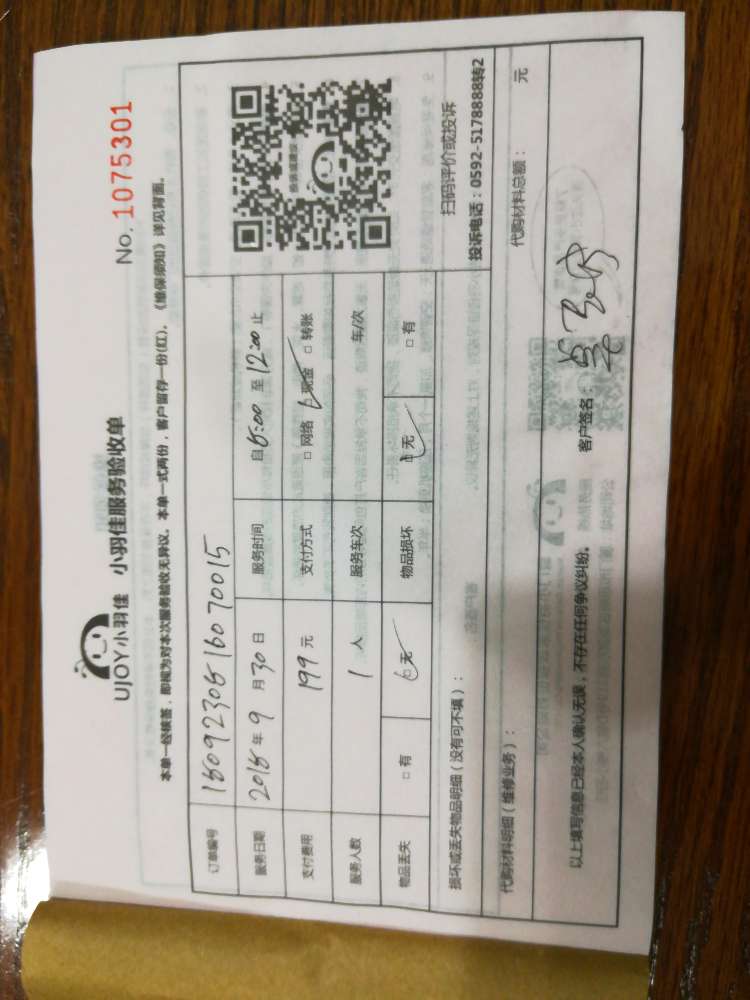 UJOY小羽佳 小羽佳服务验收单
No. 1075301
本单一经核签，即视为对本次服务验收无异议。本单一式两份，客户留存一份(红)。《维保须知》详见背面。
订单编号 1809230816070015
服务日期 2018年9月30日 服务时间 自8:00至12:00止
支付费用 199元 支付方式 □网络 ☑现金 □转账
服务人数 1人 服务车次 车/次
物品丢失 □有 ☑无 物品损坏 ☑无 □有
扫码评价或投诉
投诉电话：0592-5178888转2
损坏或丢失物品明细（没有可不填）：
代购材料明细（维修业务）： 代购材料总额： 元
以上填写信息已经本人确认无误，不存在任何争议纠纷。 客户签名：